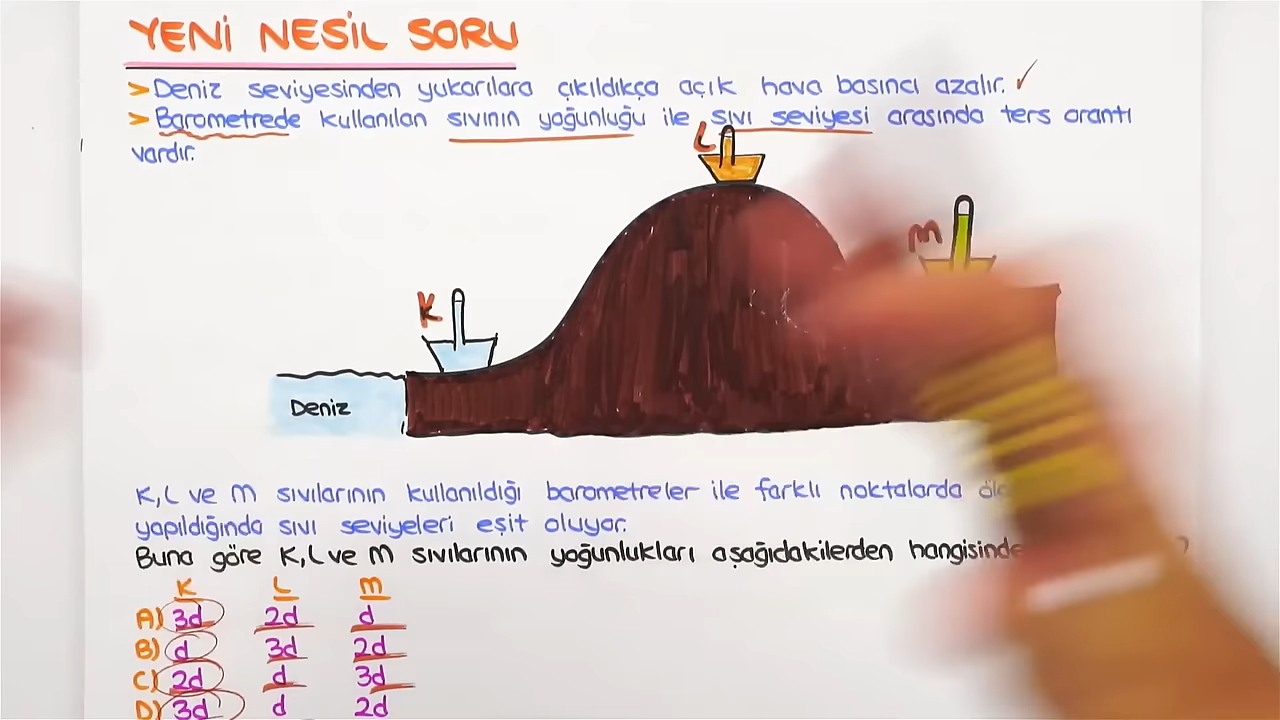 YENİ NESİL SORU
> Deniz seviyesinden yukarılara çıkıldıkça açık hava basıncı azalır. ✓
> Barometrede kullanılan sıvının yoğunluğu ile sıvı seviyesi arasında ters orantı
vardır.
L
M
K
Deniz
K, L ve M sıvılarının kullanıldığı barometreler ile farklı noktalarda
yapıldığında sıvı seviyeleri eşit oluyor.
Buna göre K, L ve M sıvılarının yoğunlukları aşağıdakilerden ?
K L M
A) 3d 2d d
B) d 3d 2d
C) 2d d 3d
D) 3d d 2d